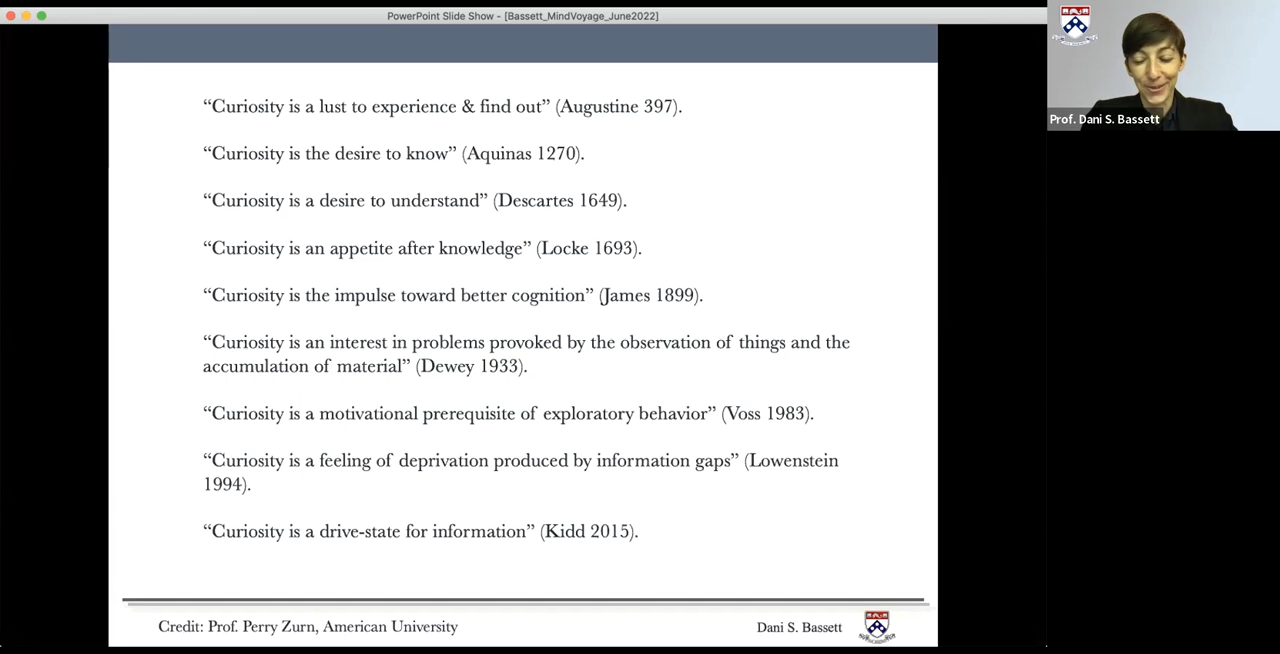 PowerPoint Slide Show - [Bassett_MindVoyage_June2022]
Prof. Dani S. Bassett
“Curiosity is a lust to experience & find out” (Augustine 397).
“Curiosity is the desire to know” (Aquinas 1270).
“Curiosity is a desire to understand” (Descartes 1649).
“Curiosity is an appetite after knowledge” (Locke 1693).
“Curiosity is the impulse toward better cognition” (James 1899).
“Curiosity is an interest in problems provoked by the observation of things and the
accumulation of material” (Dewey 1933).
“Curiosity is a motivational prerequisite of exploratory behavior” (Voss 1983).
“Curiosity is a feeling of deprivation produced by information gaps” (Lowenstein
1994).
“Curiosity is a drive-state for information” (Kidd 2015).
Credit: Prof. Perry Zurn, American University
Dani S. Bassett